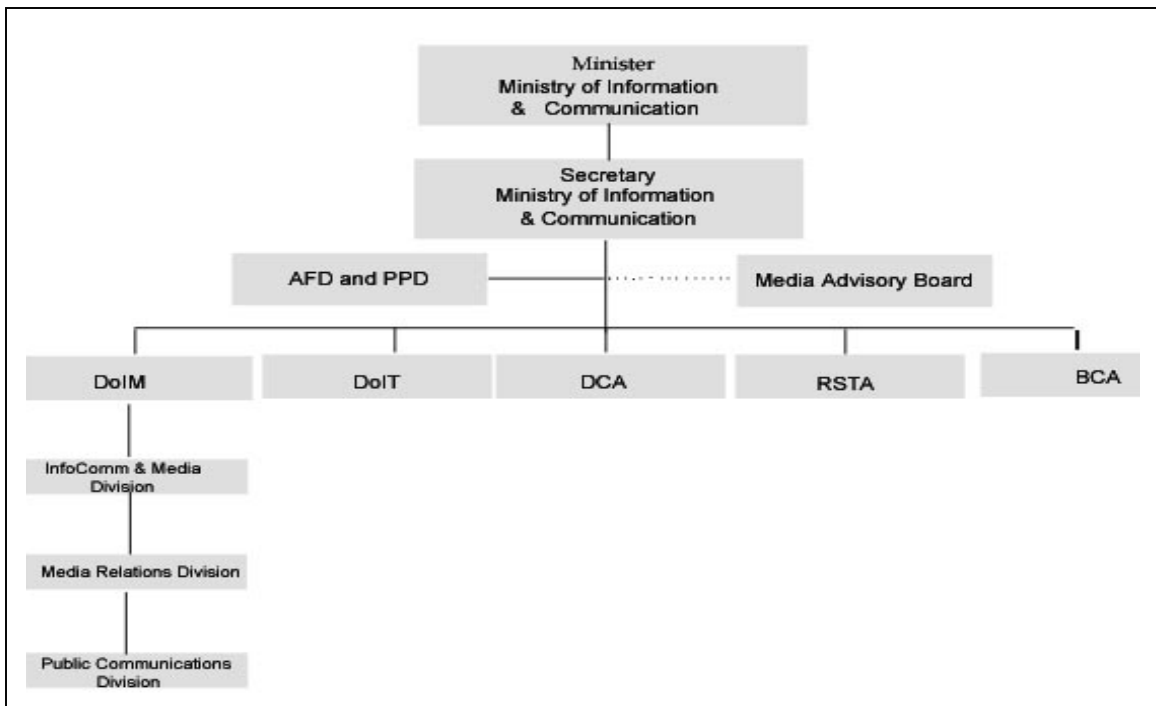 Minister
Ministry of Information
& Communication
Secretary
Ministry of Information
& Communication
AFD and PPD
Media Advisory Board
DoIM
DoIT
DCA
RSTA
BCA
InfoComm & Media
Division
Media Relations Division
Public Communications
Division